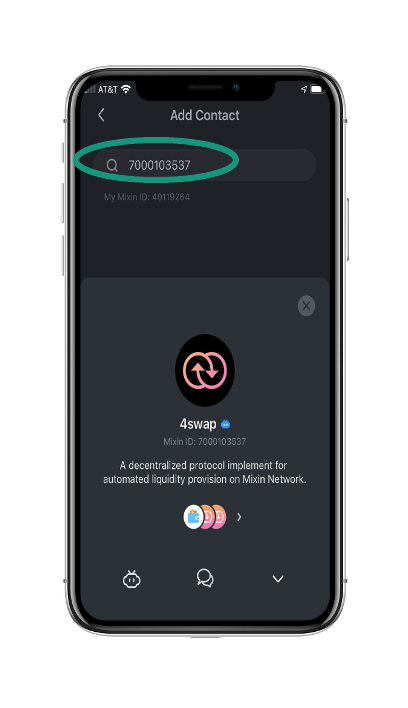 AT&T
Add Contact
7000103537
My Mixin ID: 40119264
4swap
Mixin ID: 7000103537
A decentralized protocol implement for
automated liquidity provision on Mixin Network.